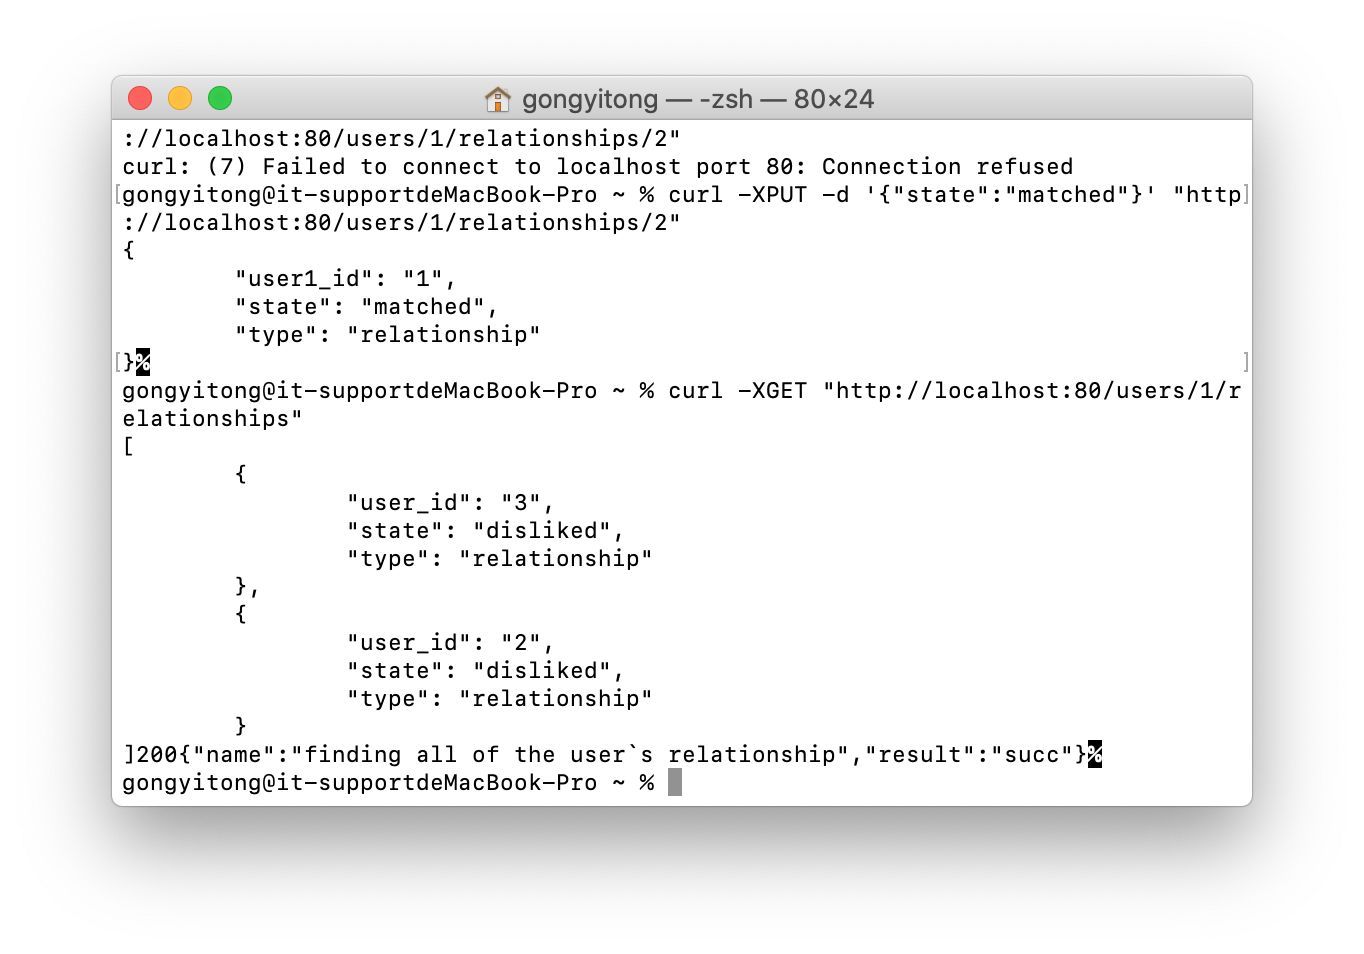 gongyitong — -zsh — 80×24
://localhost:80/users/1/relationships/2"
curl: (7) Failed to connect to localhost port 80: Connection refused
[gongyitong@it-supportdeMacBook-Pro ~ % curl -XPUT -d '{"state":"matched"}' "http]
://localhost:80/users/1/relationships/2"
{
        "user1_id": "1",
        "state": "matched",
        "type": "relationship"
[}% ]
gongyitong@it-supportdeMacBook-Pro ~ % curl -XGET "http://localhost:80/users/1/r
elationships"
[
        {
                "user_id": "3",
                "state": "disliked",
                "type": "relationship"
        },
        {
                "user_id": "2",
                "state": "disliked",
                "type": "relationship"
        }
]200{"name":"finding all of the user`s relationship","result":"succ"}%
gongyitong@it-supportdeMacBook-Pro ~ %